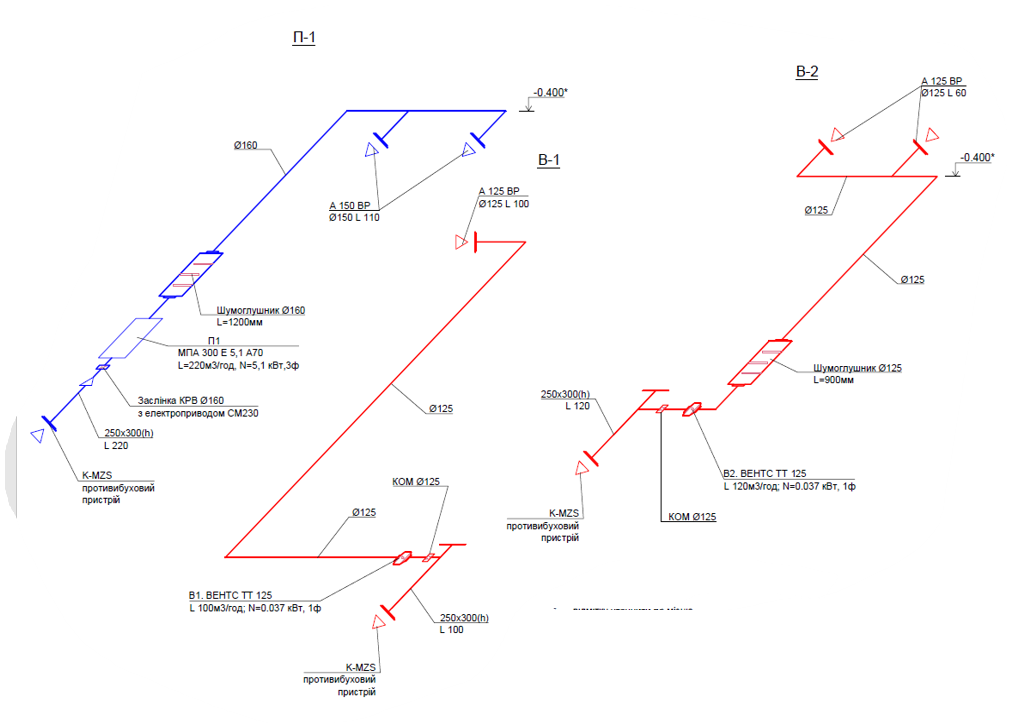 П-1
-0.400*
Ø160
А 150 ВР
Ø150 L 110
Шумоглушник Ø160
L=1200мм
П1
МПА 300 Е 5,1 А70
L=220м3/год, N=5,1 кВт,3ф
Заслінка КРВ Ø160
з електроприводом СМ230
250х300(h)
L 220
K-MZS
противибуховий
пристрій
В-1
А 125 ВР
Ø125 L 100
Ø125
КОМ Ø125
Ø125
В1. ВЕНТС ТТ 125
L 100м3/год; N=0.037 кВт, 1ф
250х300(h)
L 100
K-MZS
противибуховий
пристрій
В-2
А 125 ВР
Ø125 L 60
-0.400*
Ø125
Ø125
Шумоглушник Ø125
L=900мм
250х300(h)
L 120
В2. ВЕНТС ТТ 125
L 120м3/год; N=0.037 кВт, 1ф
K-MZS
противибуховий
пристрій
КОМ Ø125